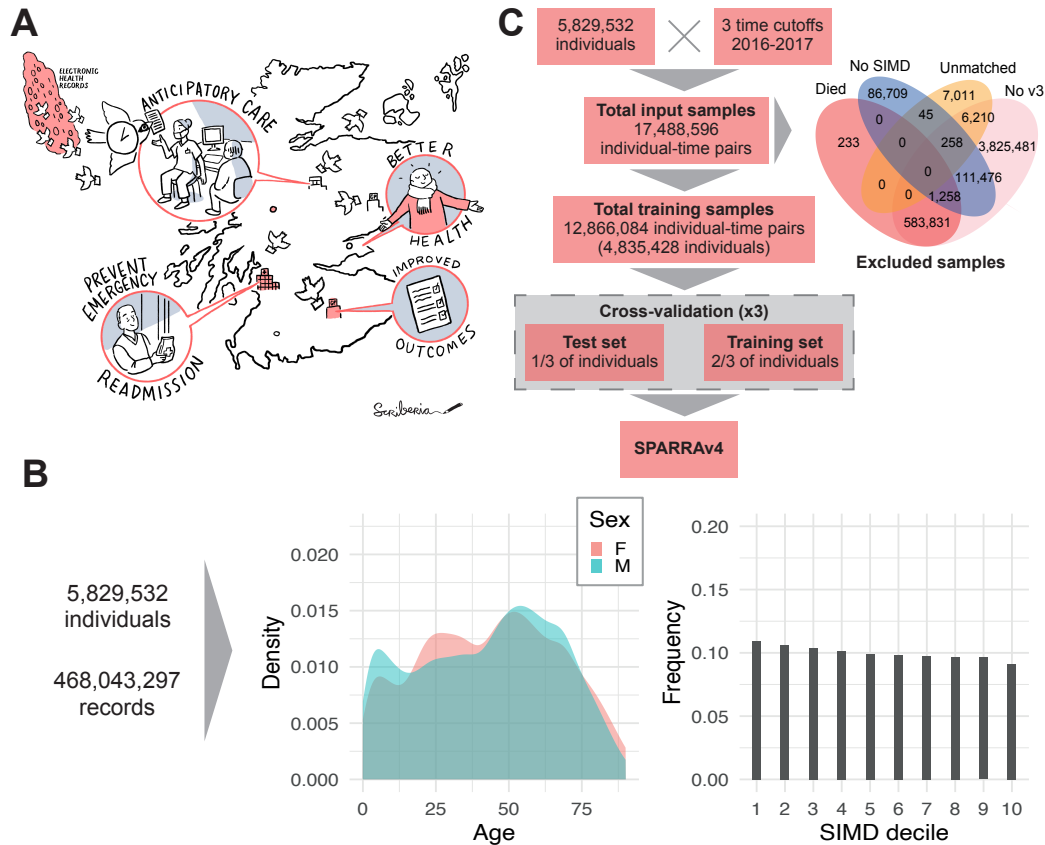 A
ELECTRONIC
HEALTH
RECORDS
ANTICIPATORY CARE
BETTER
HEALTH
PREVENT
EMERGENCY
READMISSION
IMPROVED
OUTCOMES
Scriberia
C
5,829,532
individuals
3 time cutoffs
2016-2017
Total input samples
17,488,596
individual-time pairs
No SIMD
Unmatched
Died
No v3
86,709
7,011
45
6,210
0
233
0
258
3,825,481
0
111,476
0
0
1,258
583,831
Excluded samples
Total training samples
12,866,084 individual-time pairs
(4,835,428 individuals)
Cross-validation (x3)
Test set
1/3 of individuals
Training set
2/3 of individuals
SPARRAv4
B
5,829,532
individuals
468,043,297
records
Sex
F
M
Density
0.020
0.015
0.010
0.005
0.000
0
25
50
75
Age
Frequency
0.20
0.15
0.10
0.05
0.00
1 2 3 4 5 6 7 8 9 10
SIMD decile